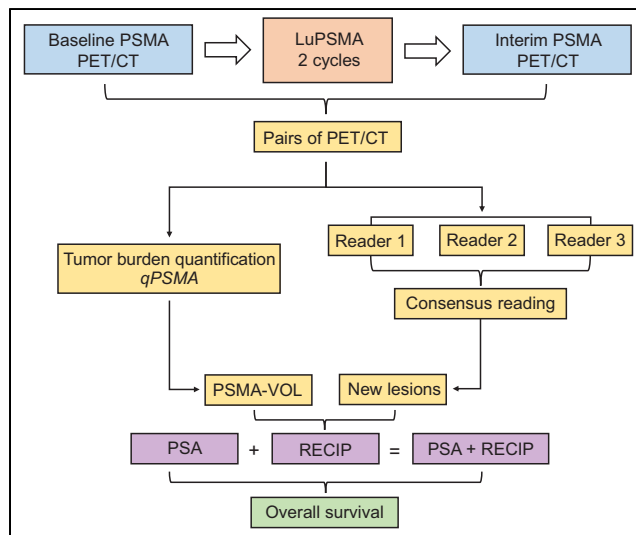 Baseline PSMA
PET/CT
LuPSMA
2 cycles
Interim PSMA
PET/CT
Pairs of PET/CT
Tumor burden quantification
qPSMA
Reader 1
Reader 2
Reader 3
Consensus reading
PSMA-VOL
New lesions
PSA + RECIP = PSA + RECIP
Overall survival